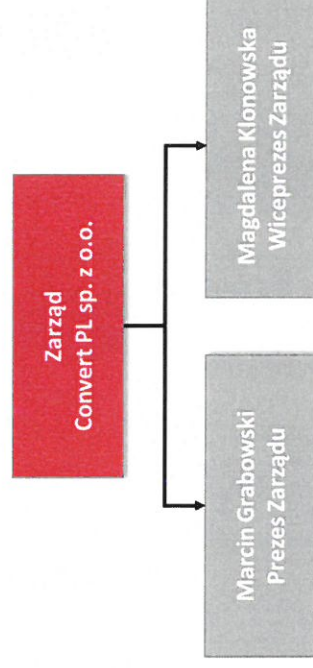 Zarząd
Convert PL sp. z o.o.
Marcin Grabowski
Prezes Zarządu
Magdalena Klonowska
Wiceprezes Zarządu